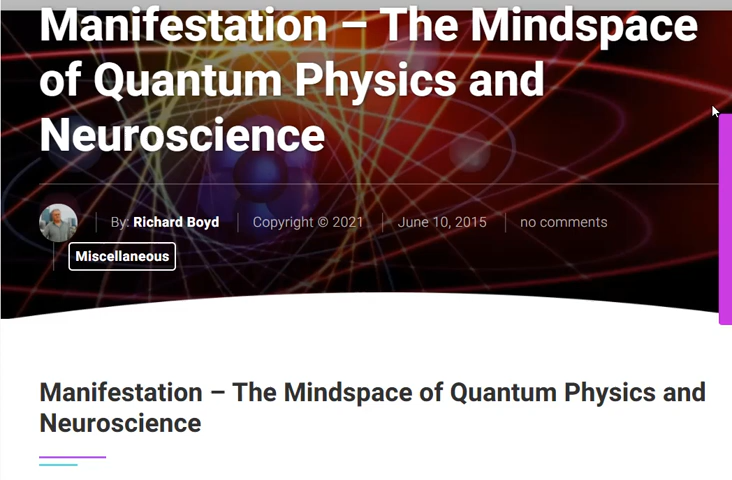 Manifestation – The Mindspace
of Quantum Physics and
Neuroscience
By: Richard Boyd Copyright © 2021 June 10, 2015 no comments
Miscellaneous
Manifestation – The Mindspace of Quantum Physics and
Neuroscience